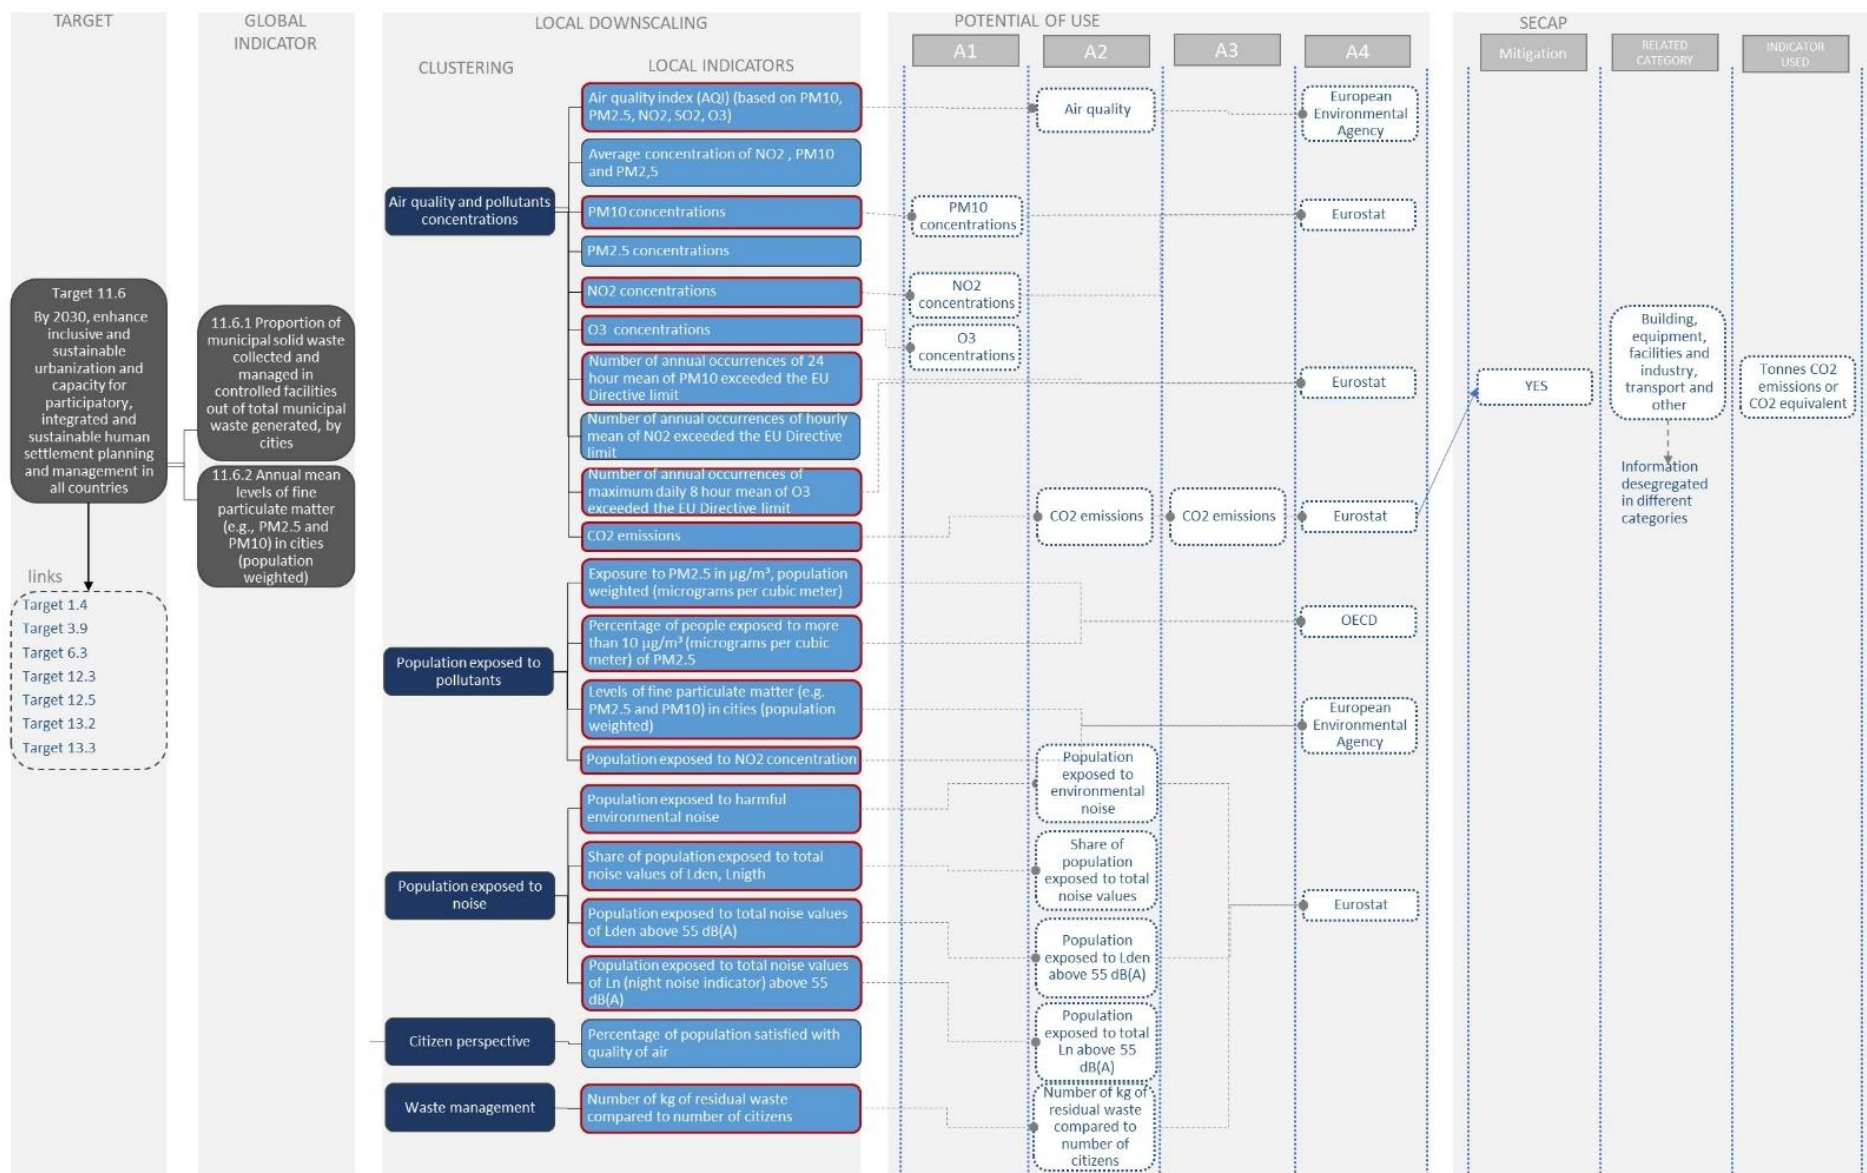 TARGET
GLOBAL
INDICATOR
LOCAL DOWNSCALING
POTENTIAL OF USE
SECAP
CLUSTERING
LOCAL INDICATORS
A1
A2
A3
A4
Mitigation
RELATED
CATEGORY
INDICATOR
USED
Target 11.6
By 2030, enhance
inclusive and
sustainable
urbanization and
capacity for
participatory,
integrated and
sustainable human
settlement planning
and management in
all countries
links
Target 1.4
Target 3.9
Target 6.3
Target 12.3
Target 12.5
Target 13.2
Target 13.3
11.6.1 Proportion of
municipal solid waste
collected and
managed in
controlled facilities
out of total municipal
waste generated, by
cities
11.6.2 Annual mean
levels of fine
particulate matter
(e.g., PM2.5 and
PM10) in cities
(population
weighted)
Air quality and pollutants
concentrations
Population exposed to
pollutants
Population exposed to
noise
Citizen perspective
Waste management
Air quality index (AQI) (based on PM10,
PM2.5, NO2, SO2, O3)
Average concentration of NO2 , PM10
and PM2,5
PM10 concentrations
PM2.5 concentrations
NO2 concentrations
O3 concentrations
Number of annual occurrences of 24
hour mean of PM10 exceeded the EU
Directive limit
Number of annual occurrences of hourly
mean of N02 exceeded the EU Directive
limit
Number of annual occurrences of
maximum daily 8 hour mean of O3
exceeded the EU Directive limit
CO2 emissions
Exposure to PM2.5 in µg/m³, population
weighted (micrograms per cubic meter)
Percentage of people exposed to more
than 10 µg/m³ (micrograms per cubic
meter) of PM2.5
Levels of fine particulate matter (e.g.
PM2.5 and PM10) in cities (population
weighted)
Population exposed to NO2 concentration
Population exposed to harmful
environmental noise
Share of population exposed to total
noise values of Lden, Lnigth
Population exposed to total noise values
of Lden above 55 dB(A)
Population exposed to total noise values
of Ln (night noise indicator) above 55
dB(A)
Percentage of population satisfied with
quality of air
Number of kg of residual waste
compared to number of citizens
PM10
concentrations
NO2
concentrations
O3
concentrations
Air quality
CO2 emissions
Population
exposed to
environmental
noise
Share of
population
exposed to total
noise values
Population
exposed to Lden
above 55 dB(A)
Population
exposed to total
Ln above 55
dB(A)
Number of kg of
residual waste
compared to
number of
citizens
CO2 emissions
European
Environmental
Agency
Eurostat
Eurostat
Eurostat
OECD
European
Environmental
Agency
Eurostat
YES
Building,
equipment,
facilities and
industry,
transport and
other
Information
desegregated
in different
categories
Tonnes CO2
emissions or
CO2 equivalent